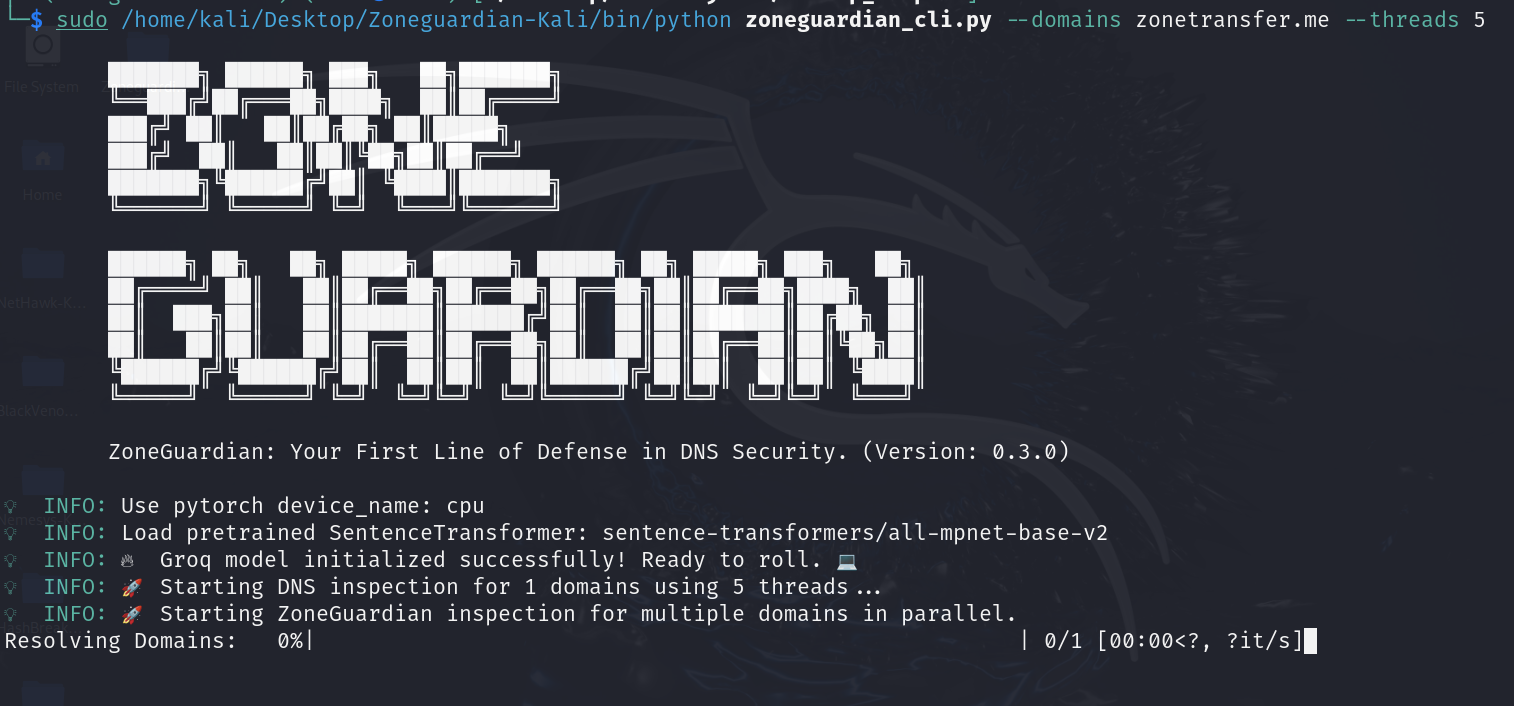 └─$ sudo /home/kali/Desktop/Zoneguardian-Kali/bin/python zoneguardian_cli.py --domains zonetransfer.me --threads 5
File System
ZONE
Home
GUARDIAN
NetHawk-K...
BlackVeno...
ZoneGuardian: Your First Line of Defense in DNS Security. (Version: 0.3.0)
INFO: Use pytorch device_name: cpu
INFO: Load pretrained SentenceTransformer: sentence-transformers/all-mpnet-base-v2
INFO: 🔥 Groq model initialized successfully! Ready to roll. 💻
INFO: 🚀 Starting DNS inspection for 1 domains using 5 threads...
INFO: 🚀 Starting ZoneGuardian inspection for multiple domains in parallel.
Resolving Domains:   0%|                    | 0/1 [00:00<?, ?it/s]